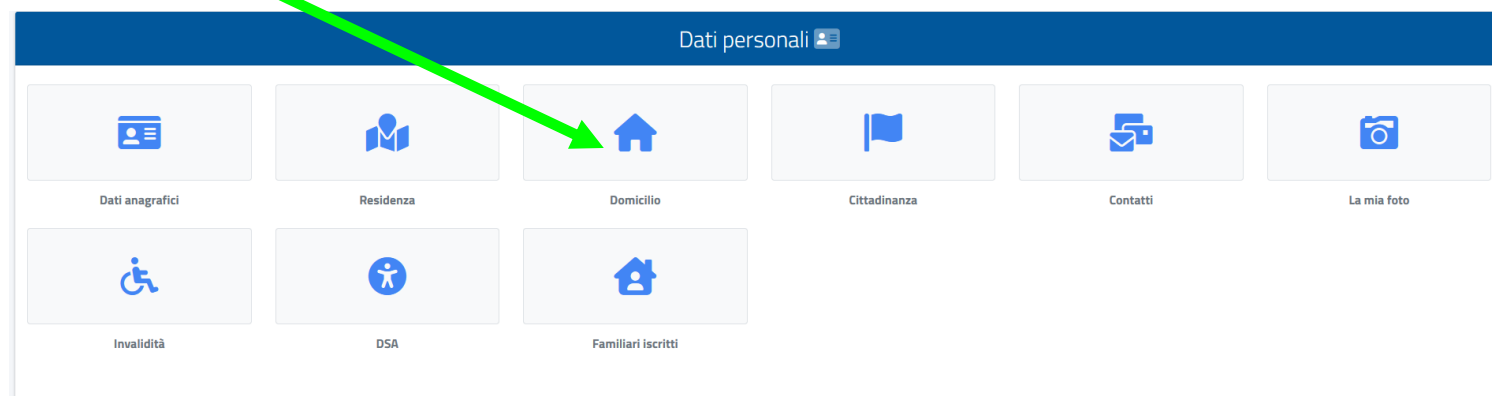 Dati personali
Dati anagrafici
Residenza
Domicilio
Cittadinanza
Contatti
La mia foto
Invalidità
DSA
Familiari iscritti